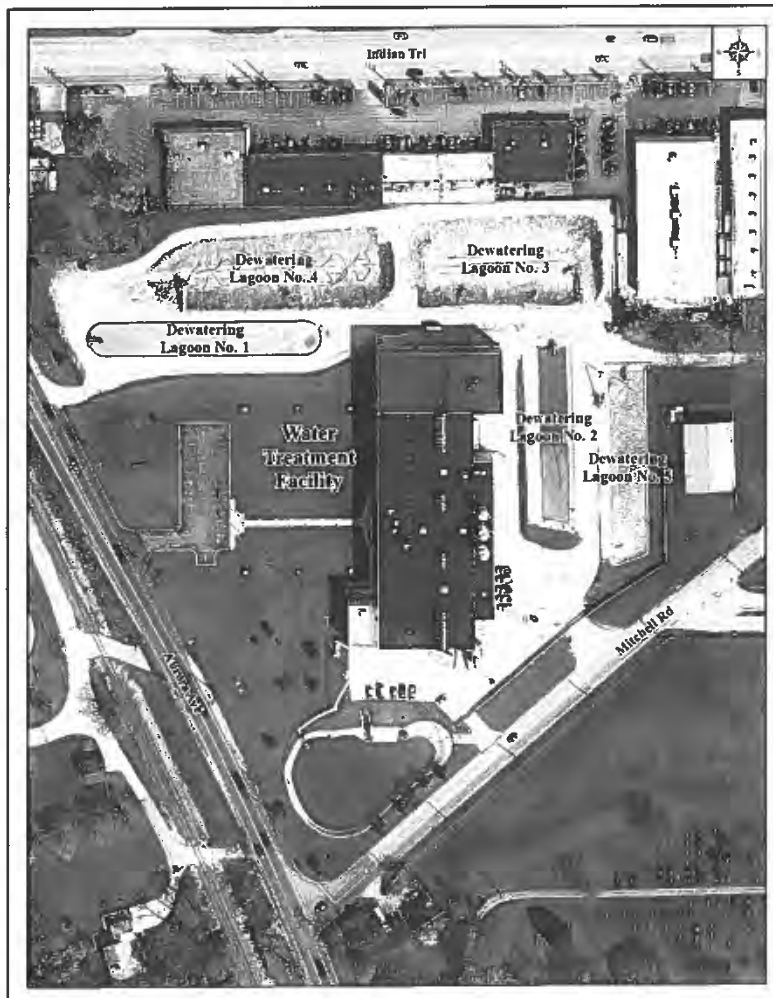 Indian Trl
Dewatering
Lagoon No. 4
Dewatering
Lagoon No. 3
Dewatering
Lagoon No. 1
Dewatering
Lagoon No. 2
Dewatering
Lagoon No. 5
Water
Treatment
Facility
Mitchell Rd
Aurora Ave